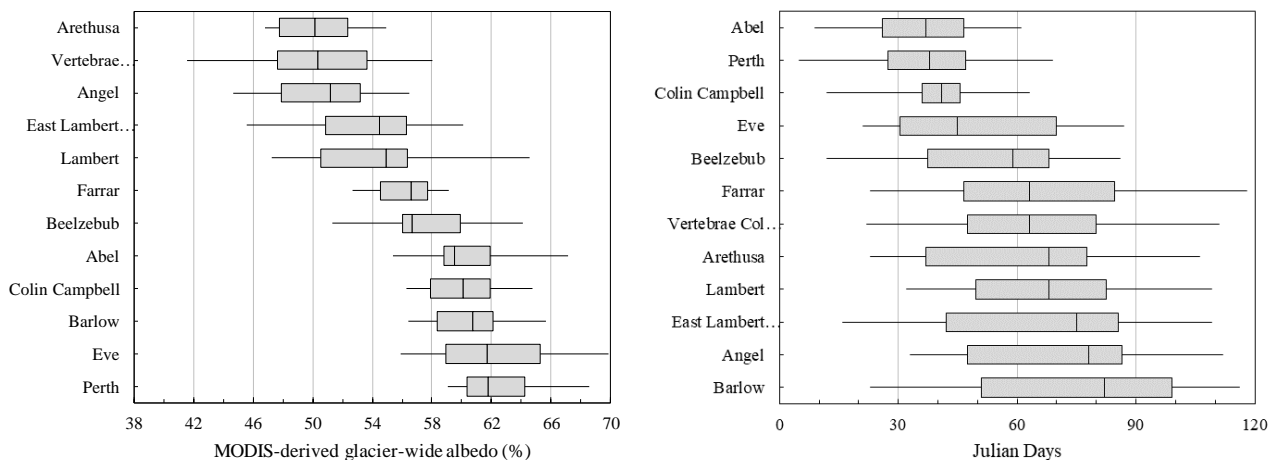 Arethusa
Vertebrae…
Angel
East Lambert…
Lambert
Farrar
Beelzebub
Abel
Colin Campbell
Barlow
Eve
Perth
38 42 46 50 54 58 62 66 70
MODIS-derived glacier-wide albedo (%)
Abel
Perth
Colin Campbell
Eve
Beelzebub
Farrar
Vertebrae Col…
Arethusa
Lambert
East Lambert…
Angel
Barlow
0 30 60 90 120
Julian Days